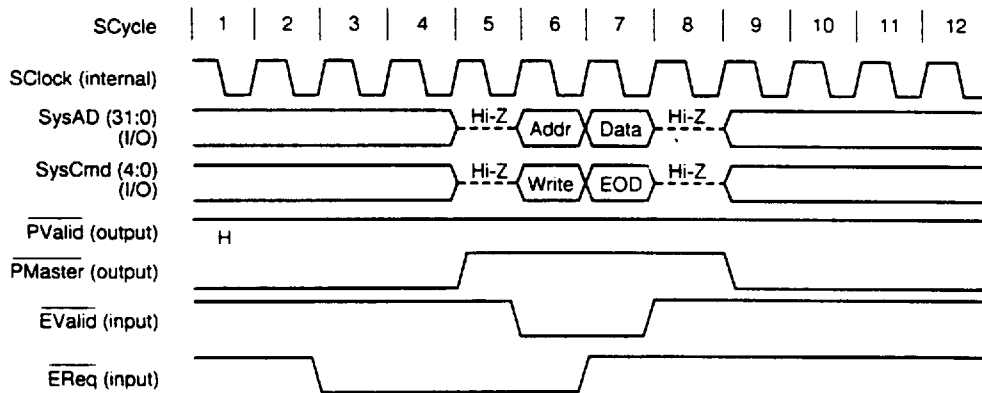 SCycle 1 2 3 4 5 6 7 8 9 10 11 12
SClock (internal)
SysAD (31:0) Hi-Z Addr Data Hi-Z
(I/O)
SysCmd (4:0) Hi-Z Write EOD Hi-Z
(I/O)
PValid (output) H
PMaster (output)
EValid (input)
EReq (input)